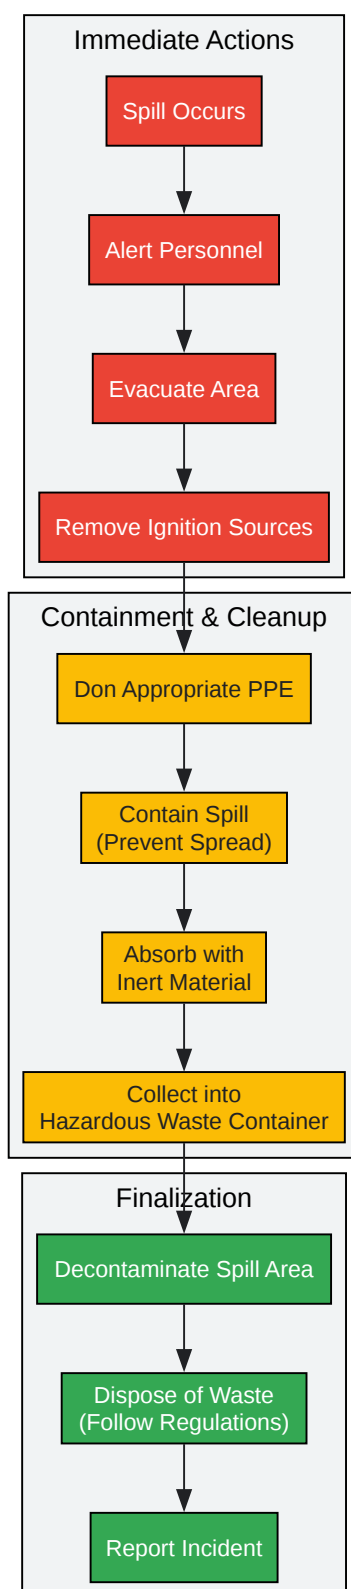 Immediate Actions
Spill Occurs
Alert Personnel
Evacuate Area
Remove Ignition Sources
Containment & Cleanup
Don Appropriate PPE
Contain Spill
(Prevent Spread)
Absorb with
Inert Material
Collect into
Hazardous Waste Container
Finalization
Decontaminate Spill Area
Dispose of Waste
(Follow Regulations)
Report Incident